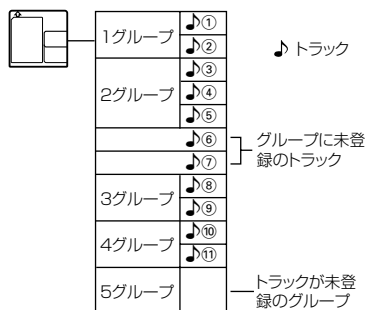 1グループ
♪①
♪②
♪ トラック
2グループ
♪③
♪④
♪⑤
♪⑥
♪⑦
グループに未登
録のトラック
3グループ
♪⑧
♪⑨
4グループ
♪⑩
♪⑪
5グループ
トラックが未登
録のグループ